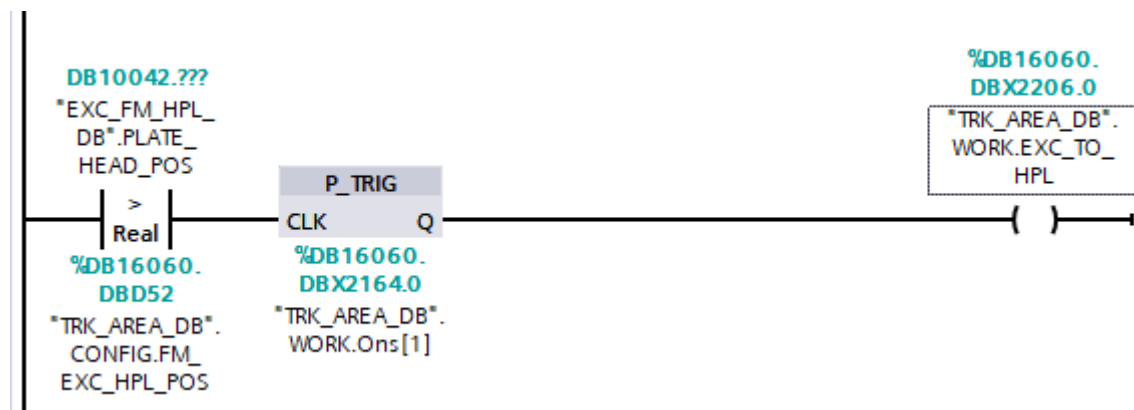 DB10042.???
"EXC_FM_HPL_
DB".PLATE_
HEAD_POS
>
Real
%DB16060.
DBD52
"TRK_AREA_DB".
CONFIG.FM_
EXC_HPL_POS
P_TRIG
CLK Q
%DB16060.
DBX2164.0
"TRK_AREA_DB".
WORK.Ons[1]
%DB16060.
DBX2206.0
"TRK_AREA_DB".
WORK.EXC_TO_
HPL